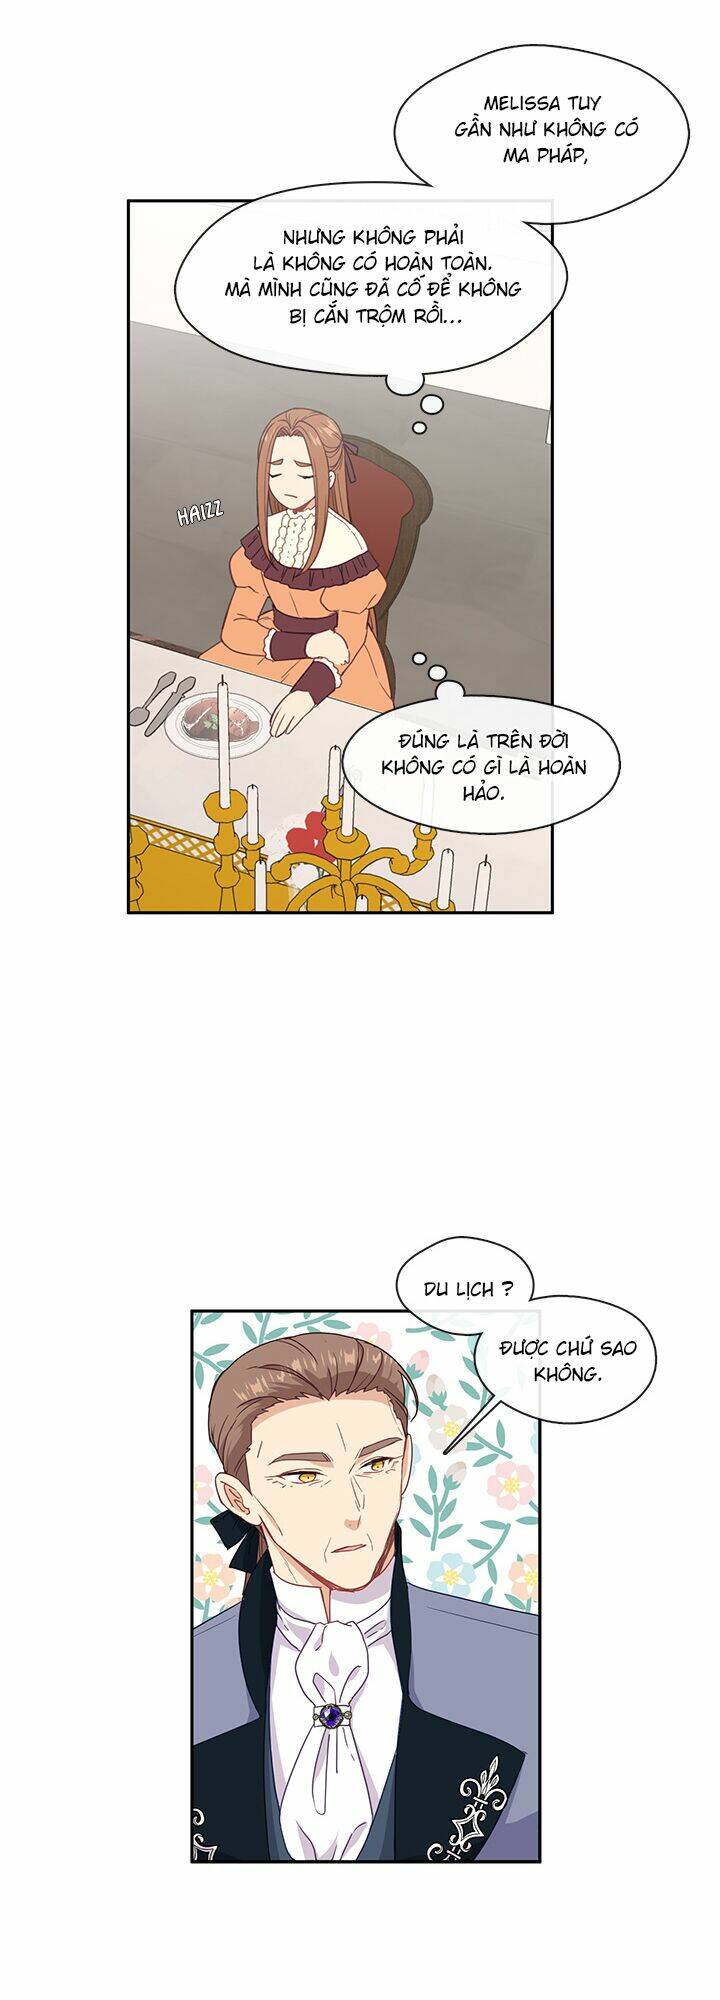 MELISSA TUY
GẦN NHƯ KHÔNG CÓ
MA PHÁP,
NHƯNG KHÔNG PHẢI
LÀ KHÔNG CÓ HOÀN TOÀN.
MÀ MÌNH CŨNG ĐÃ CỐ ĐỂ KHÔNG
BỊ CẮN TRỘM RỒI...
HAIZZ
ĐÚNG LÀ TRÊN ĐỜI
KHÔNG CÓ GÌ LÀ HOÀN
HẢO.
DU LỊCH ?
ĐƯỢC CHỨ SAO
KHÔNG.